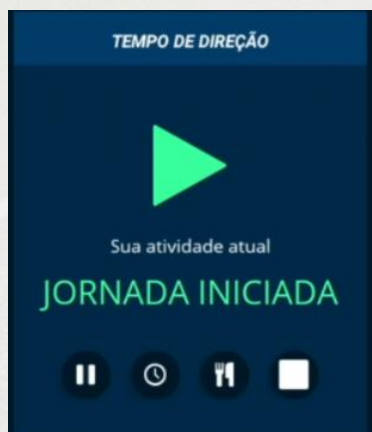 TEMPO DE DIREÇÃO
Sua atividade atual
JORNADA INICIADA